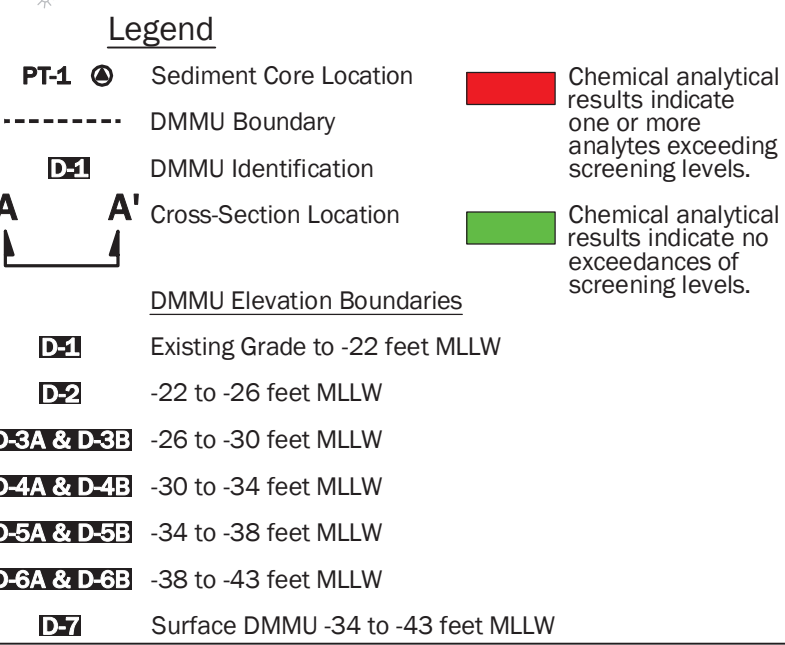 Legend
PT-1 Sediment Core Location
DMMU Boundary
D-1 DMMU Identification
A A' Cross-Section Location
Chemical analytical
results indicate
one or more
analytes exceeding
screening levels.
Chemical analytical
results indicate no
exceedances of
screening levels.
DMMU Elevation Boundaries
D-1 Existing Grade to -22 feet MLLW
D-2 -22 to -26 feet MLLW
D-3A & D-3B -26 to -30 feet MLLW
D-4A & D-4B -30 to -34 feet MLLW
D-5A & D-5B -34 to -38 feet MLLW
D-6A & D-6B -38 to -43 feet MLLW
D-7 Surface DMMU -34 to -43 feet MLLW